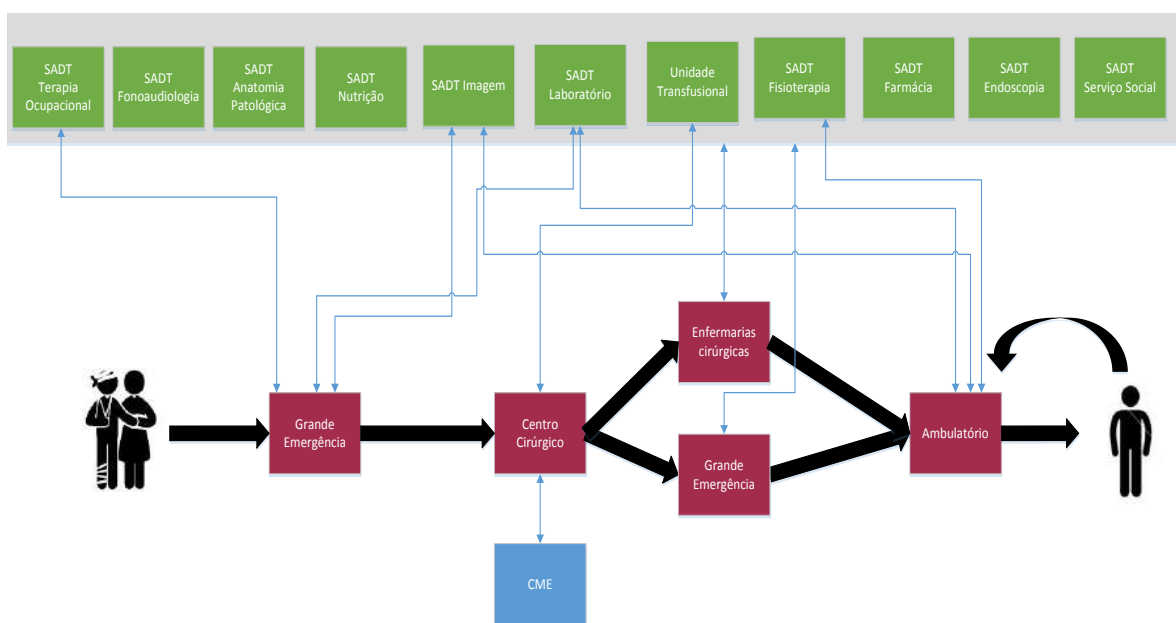 SADT
Terapia
Ocupacional
SADT
Fonoaudiologia
SADT
Anatomia
Patológica
SADT
Nutrição
SADT Imagem
SADT
Laboratório
Unidade
Transfusional
SADT
Fisioterapia
SADT
Farmácia
SADT
Endoscopia
SADT
Serviço Social
Enfermarias
cirúrgicas
Grande
Emergência
Centro
Cirúrgico
Ambulatório
Grande
Emergência
CME